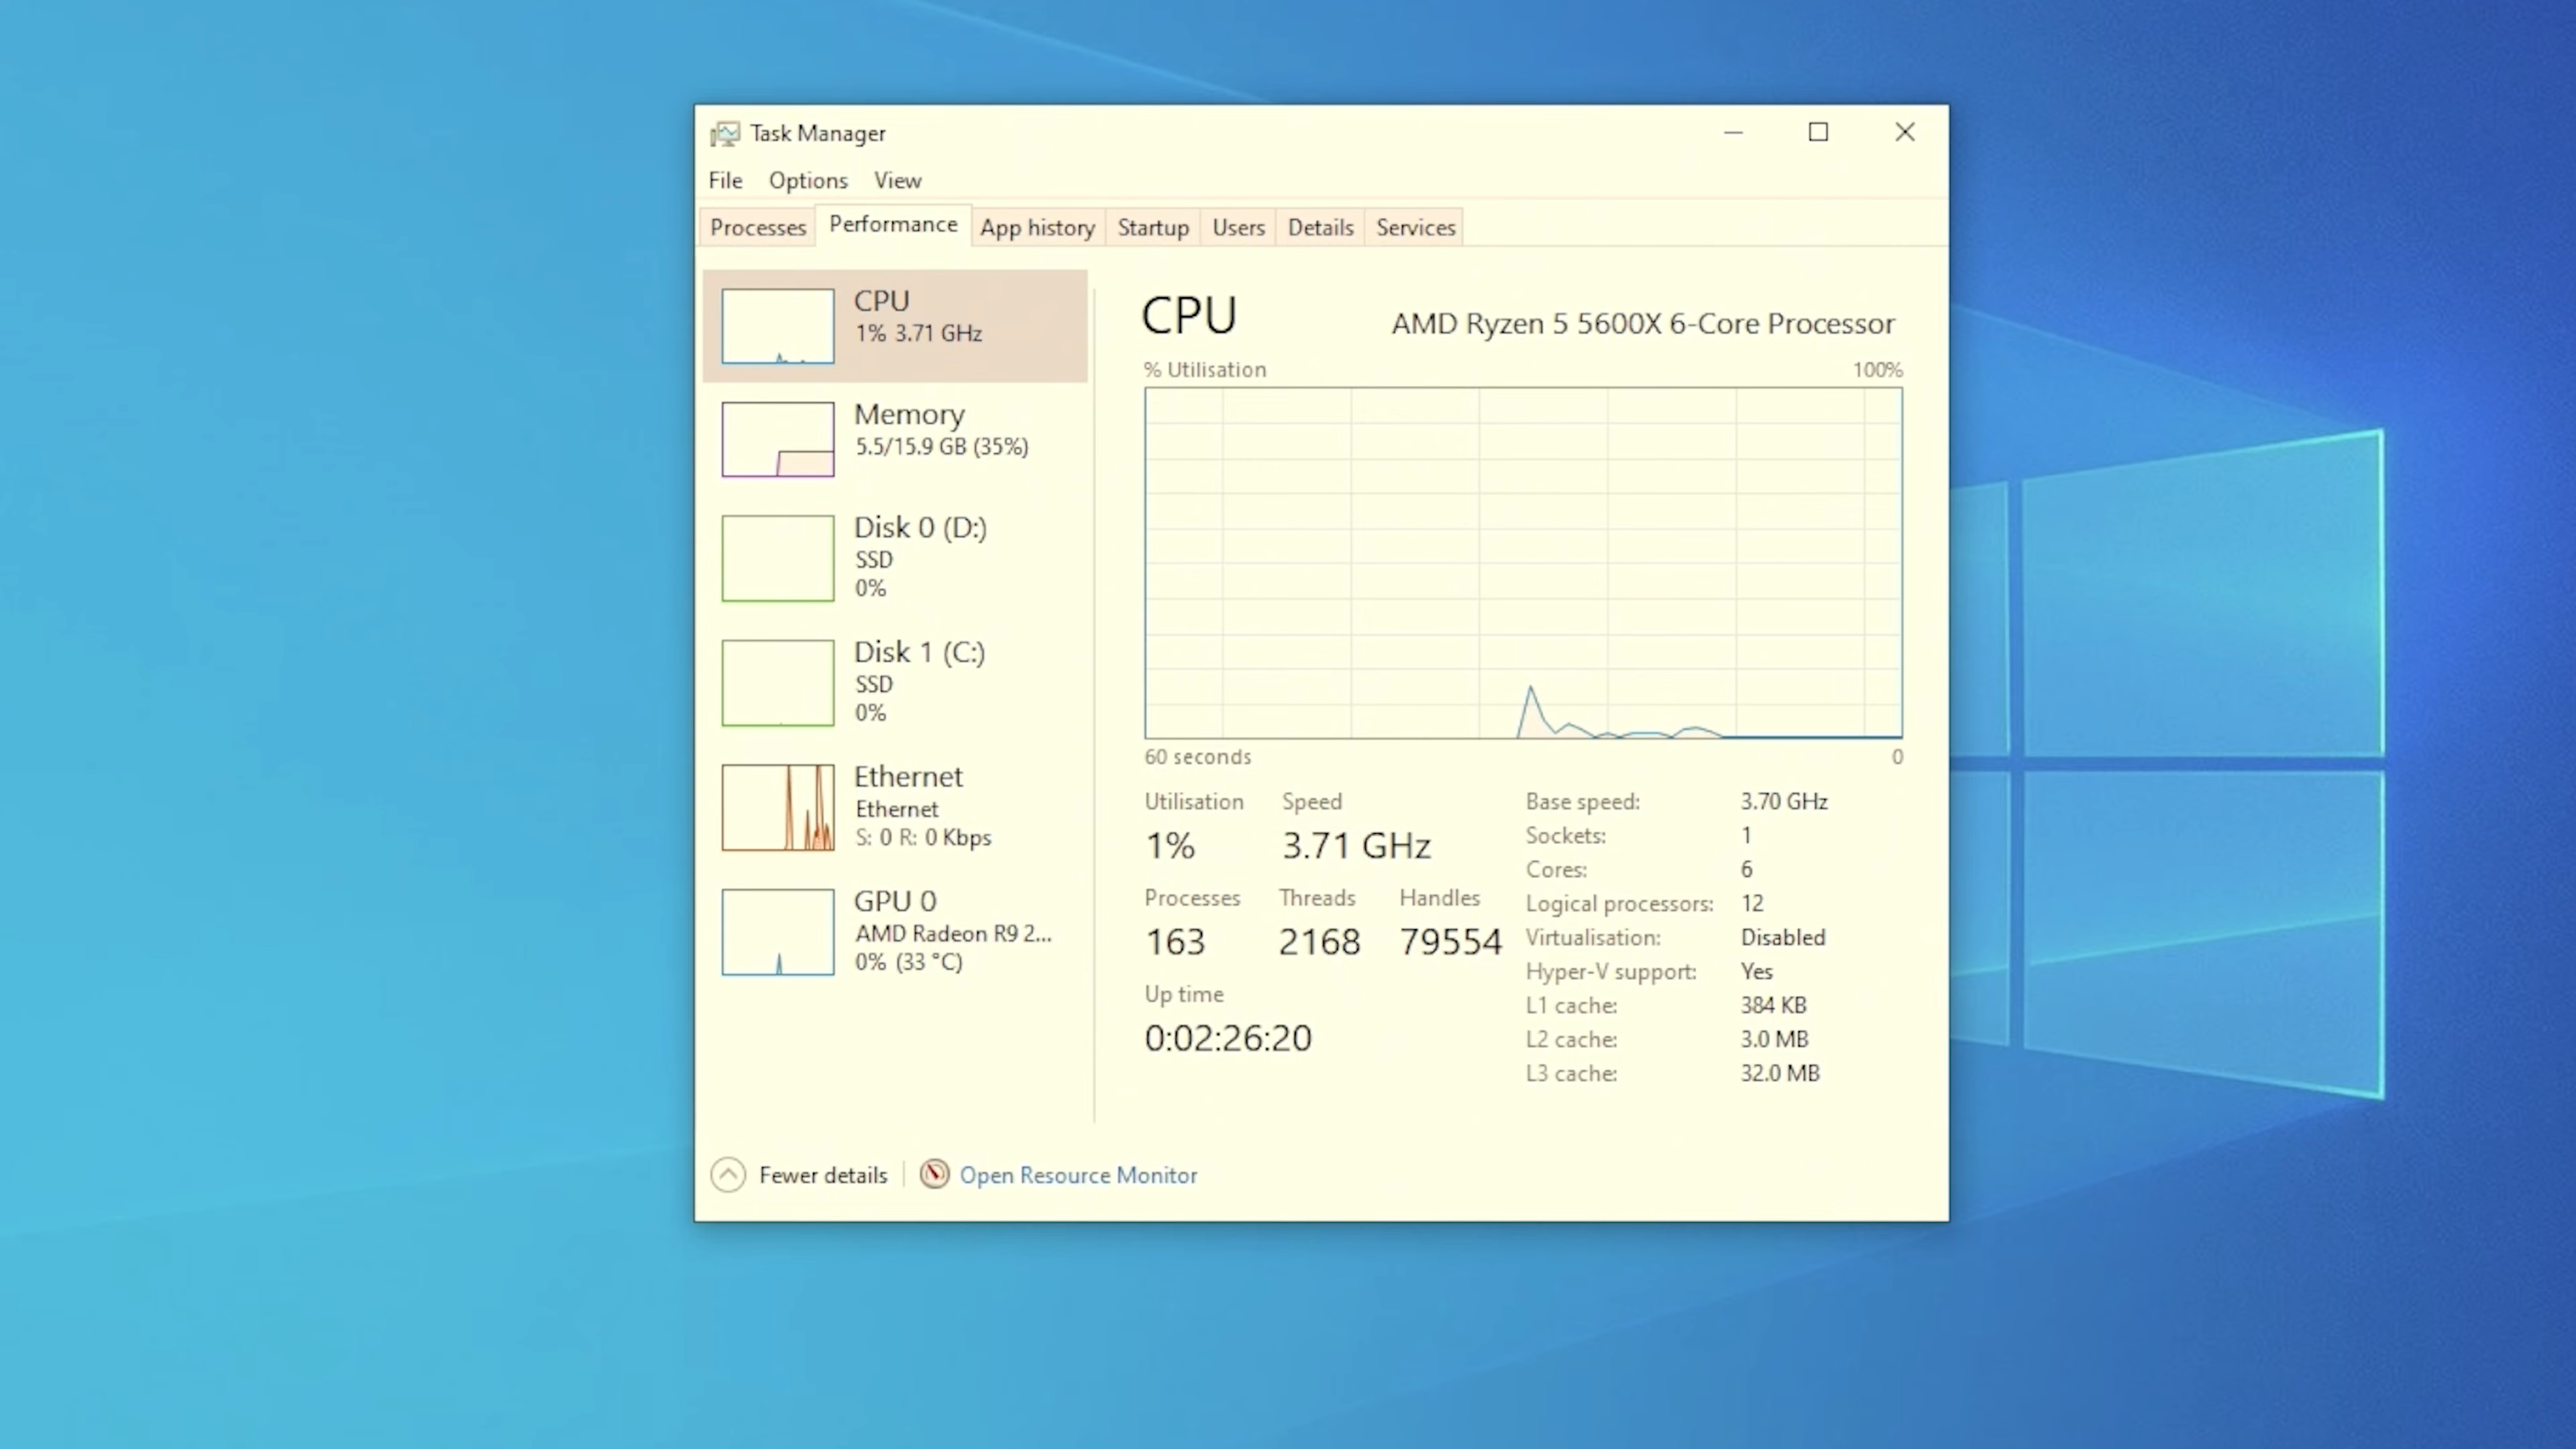 Task Manager
File Options View
Processes Performance App history Startup Users Details Services
CPU
1% 3.71 GHz
Memory
5.5/15.9 GB (35%)
Disk 0 (D:)
SSD
0%
Disk 1 (C:)
SSD
0%
Ethernet
Ethernet
S: 0 R: 0 Kbps
GPU 0
AMD Radeon R9 2...
0% (33 °C)
CPU
AMD Ryzen 5 5600X 6-Core Processor
% Utilisation 100%
60 seconds 0
Utilisation Speed
1% 3.71 GHz
Processes Threads Handles
163 2168 79554
Up time
0:02:26:20
Base speed: 3.70 GHz
Sockets: 1
Cores: 6
Logical processors: 12
Virtualisation: Disabled
Hyper-V support: Yes
L1 cache: 384 KB
L2 cache: 3.0 MB
L3 cache: 32.0 MB
Fewer details Open Resource Monitor